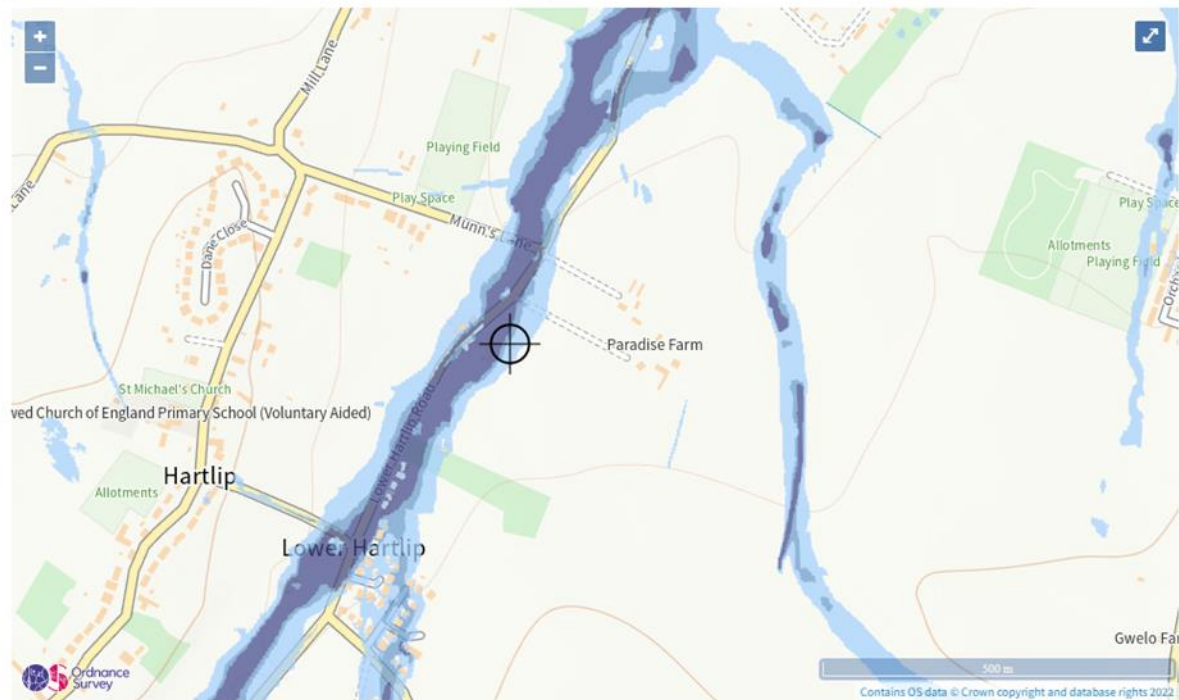 +
−
Mill Lane
Playing Field
Lane
Play Space
Munn's Lane
Dane Close
Play Space
Allotments
Playing Field
Paradise Farm
St Michael's Church
wed Church of England Primary School (Voluntary Aided)
Lower Hartlip Road
Hartlip
Allotments
Lower Hartlip
Gwelo Far
Ordnance
Survey
500 m
Contains OS data © Crown copyright and database rights 2022